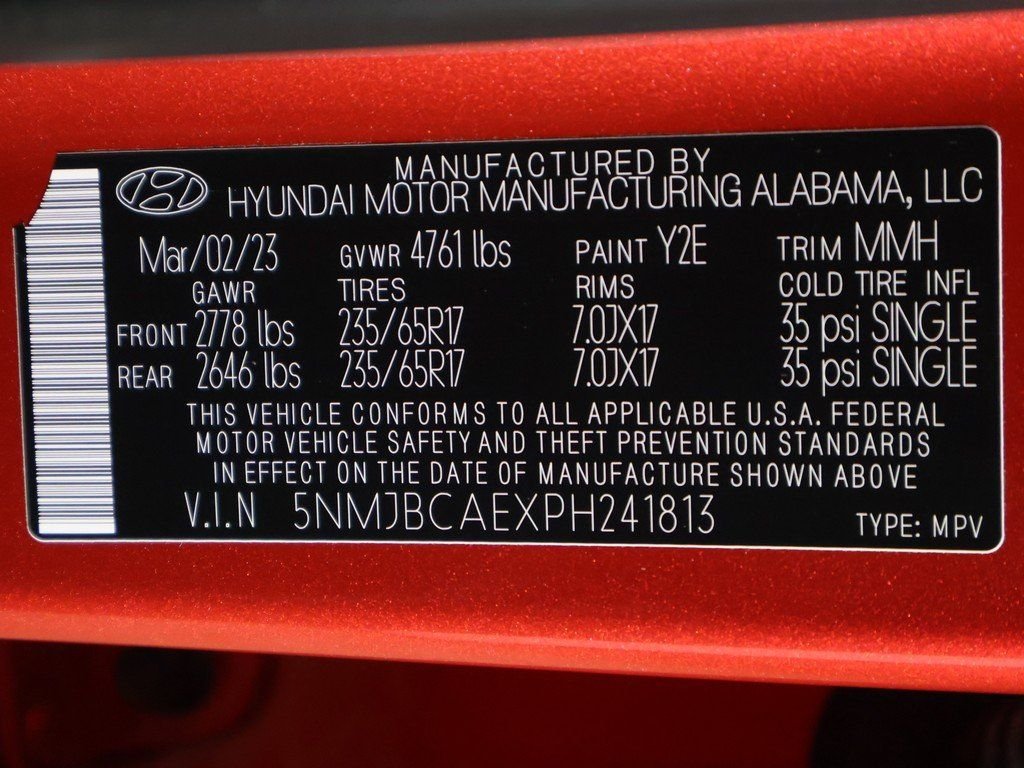 MANUFACTURED BY
HYUNDAI MOTOR MANUFACTURING ALABAMA, LLC
Mar/02/23 GVWR 4761 lbs PAINT Y2E TRIM MMH
GAWR TIRES RIMS COLD TIRE INFL
FRONT 2778 lbs 235/65R17 7.0JX17 35 psi SINGLE
REAR 2646 lbs 235/65R17 7.0JX17 35 psi SINGLE
THIS VEHICLE CONFORMS TO ALL APPLICABLE U.S.A. FEDERAL
MOTOR VEHICLE SAFETY AND THEFT PREVENTION STANDARDS
IN EFFECT ON THE DATE OF MANUFACTURE SHOWN ABOVE
V.I.N 5NMJBCAEXPH241813 TYPE: MPV